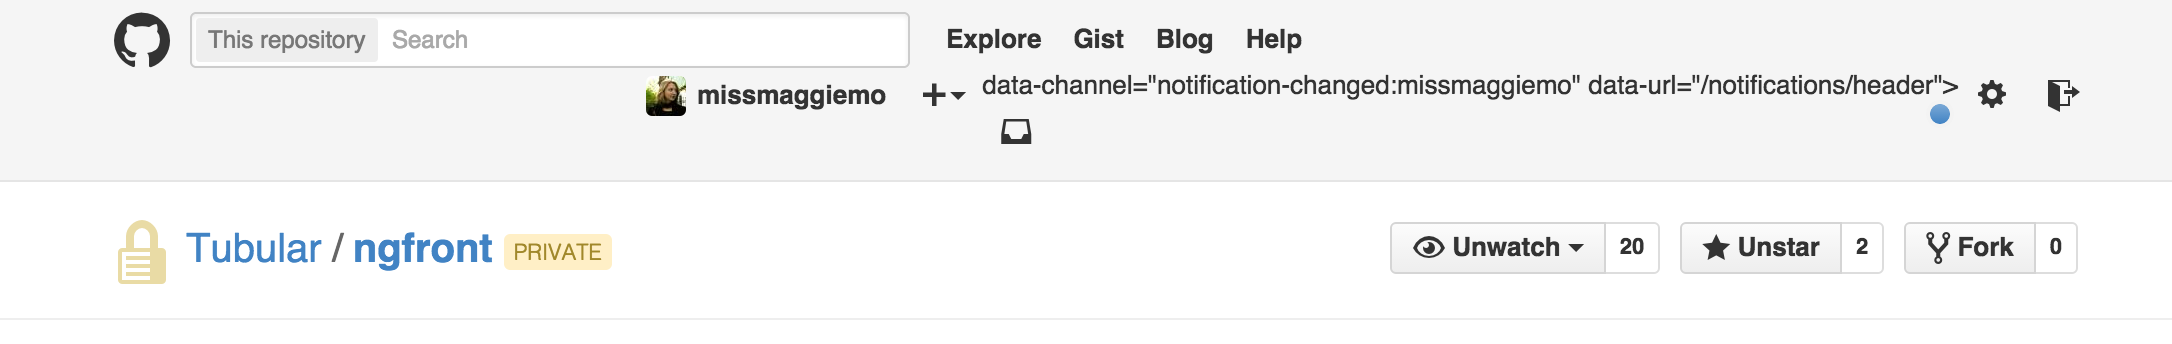 This repository Search Explore Gist Blog Help
missmaggiemo data-channel="notification-changed:missmaggiemo" data-url="/notifications/header">
Tubular / ngfront PRIVATE Unwatch 20 Unstar 2 Fork 0